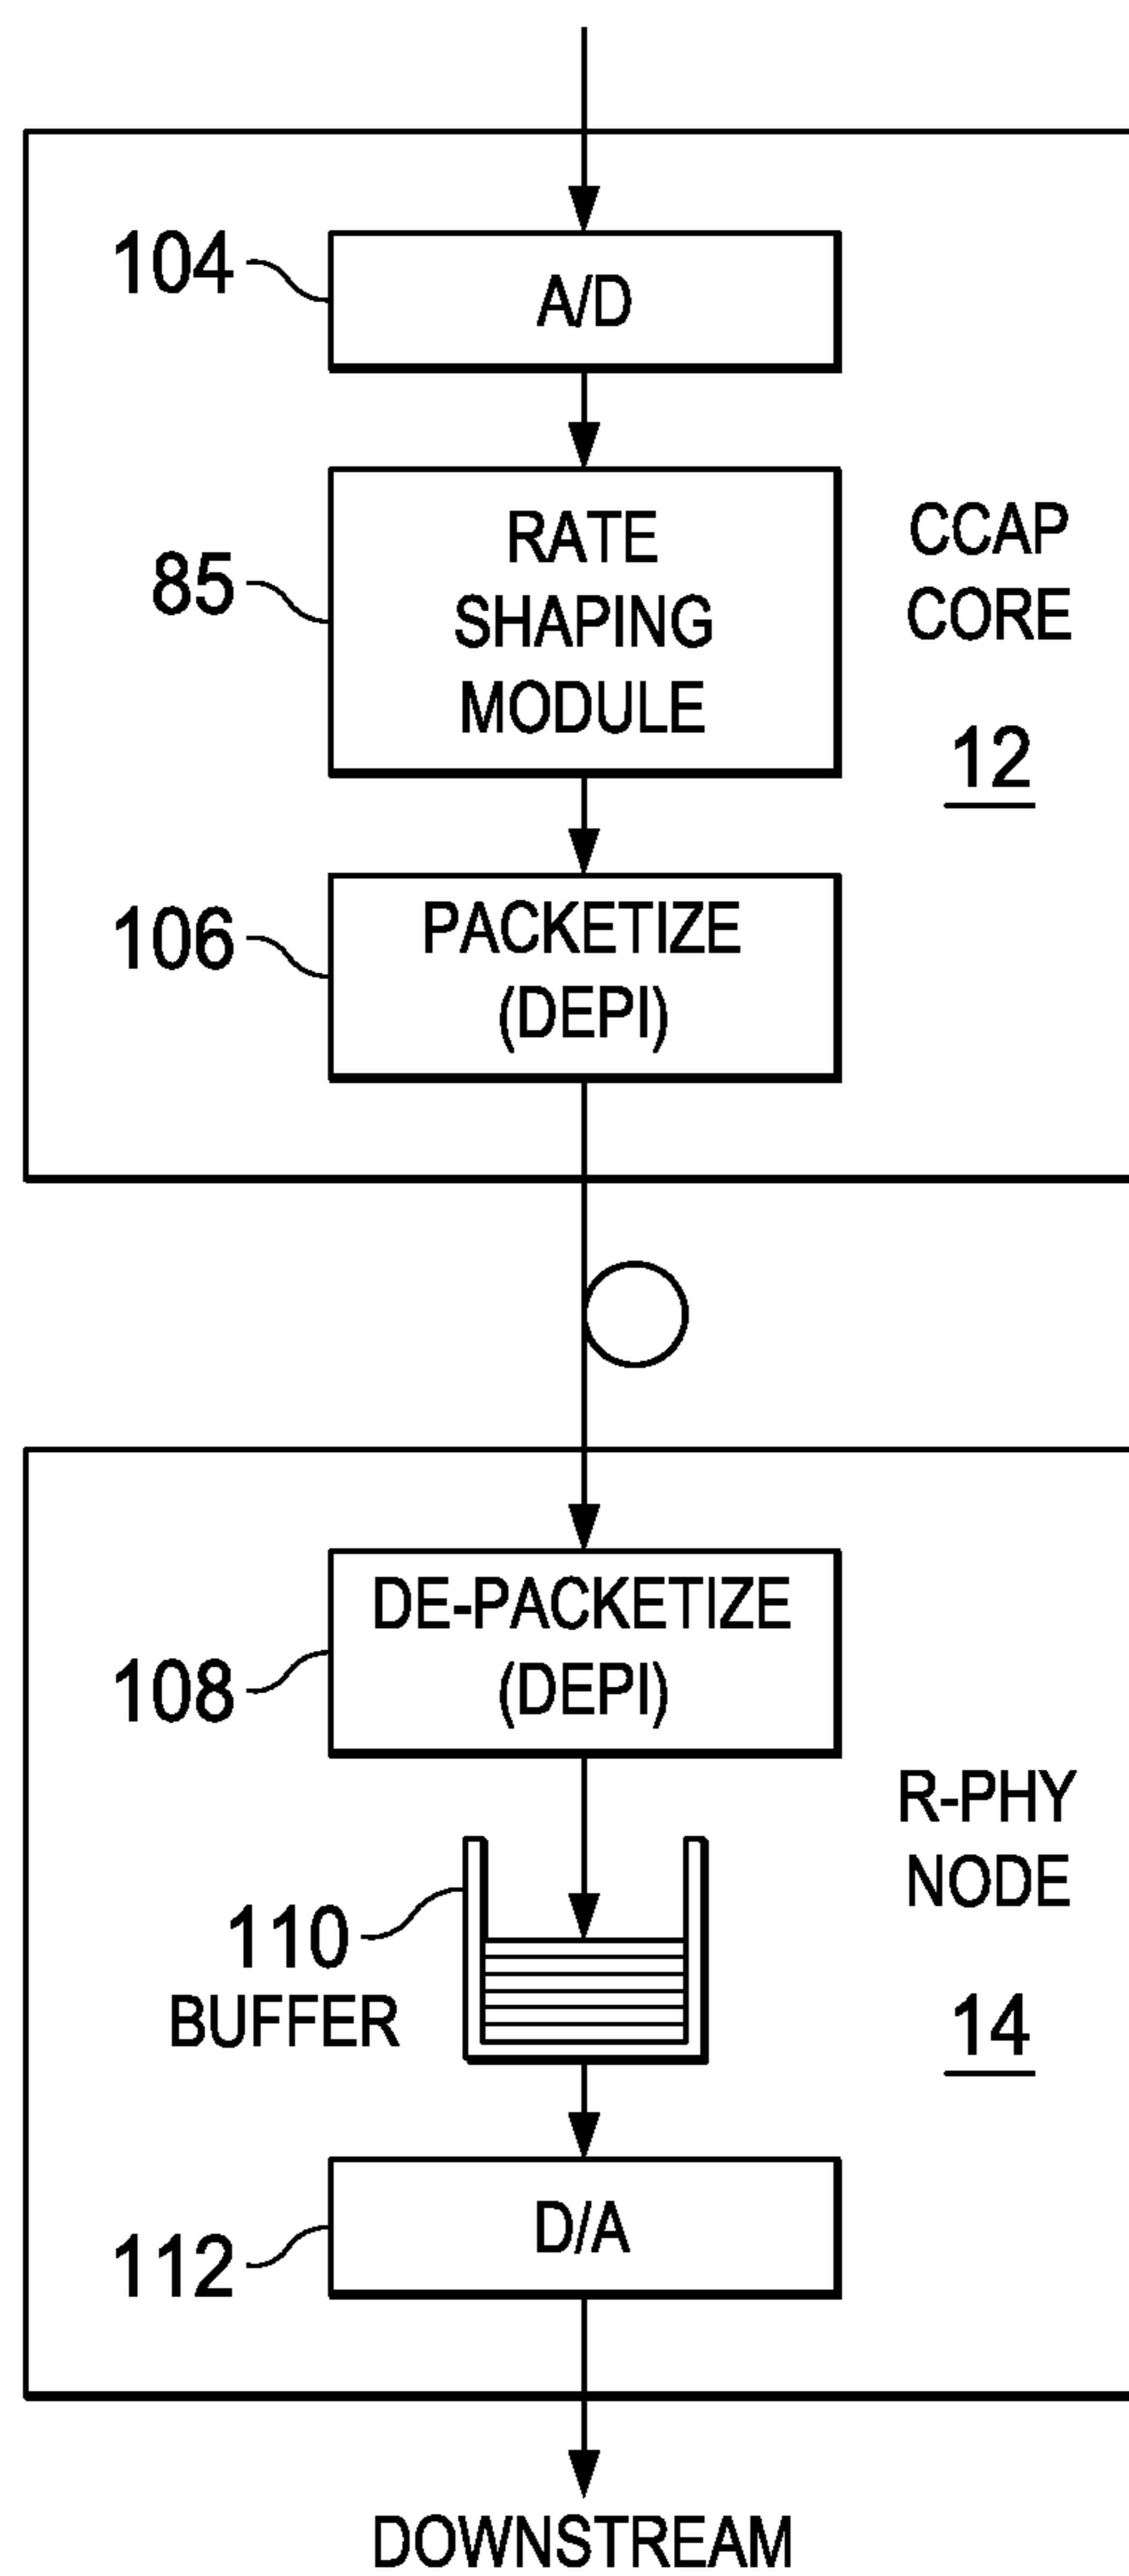 104
A/D
85
RATE
SHAPING
MODULE
CCAP
CORE
12
106
PACKETIZE
(DEPI)
108
DE-PACKETIZE
(DEPI)
R-PHY
NODE
14
110
BUFFER
112
D/A
DOWNSTREAM